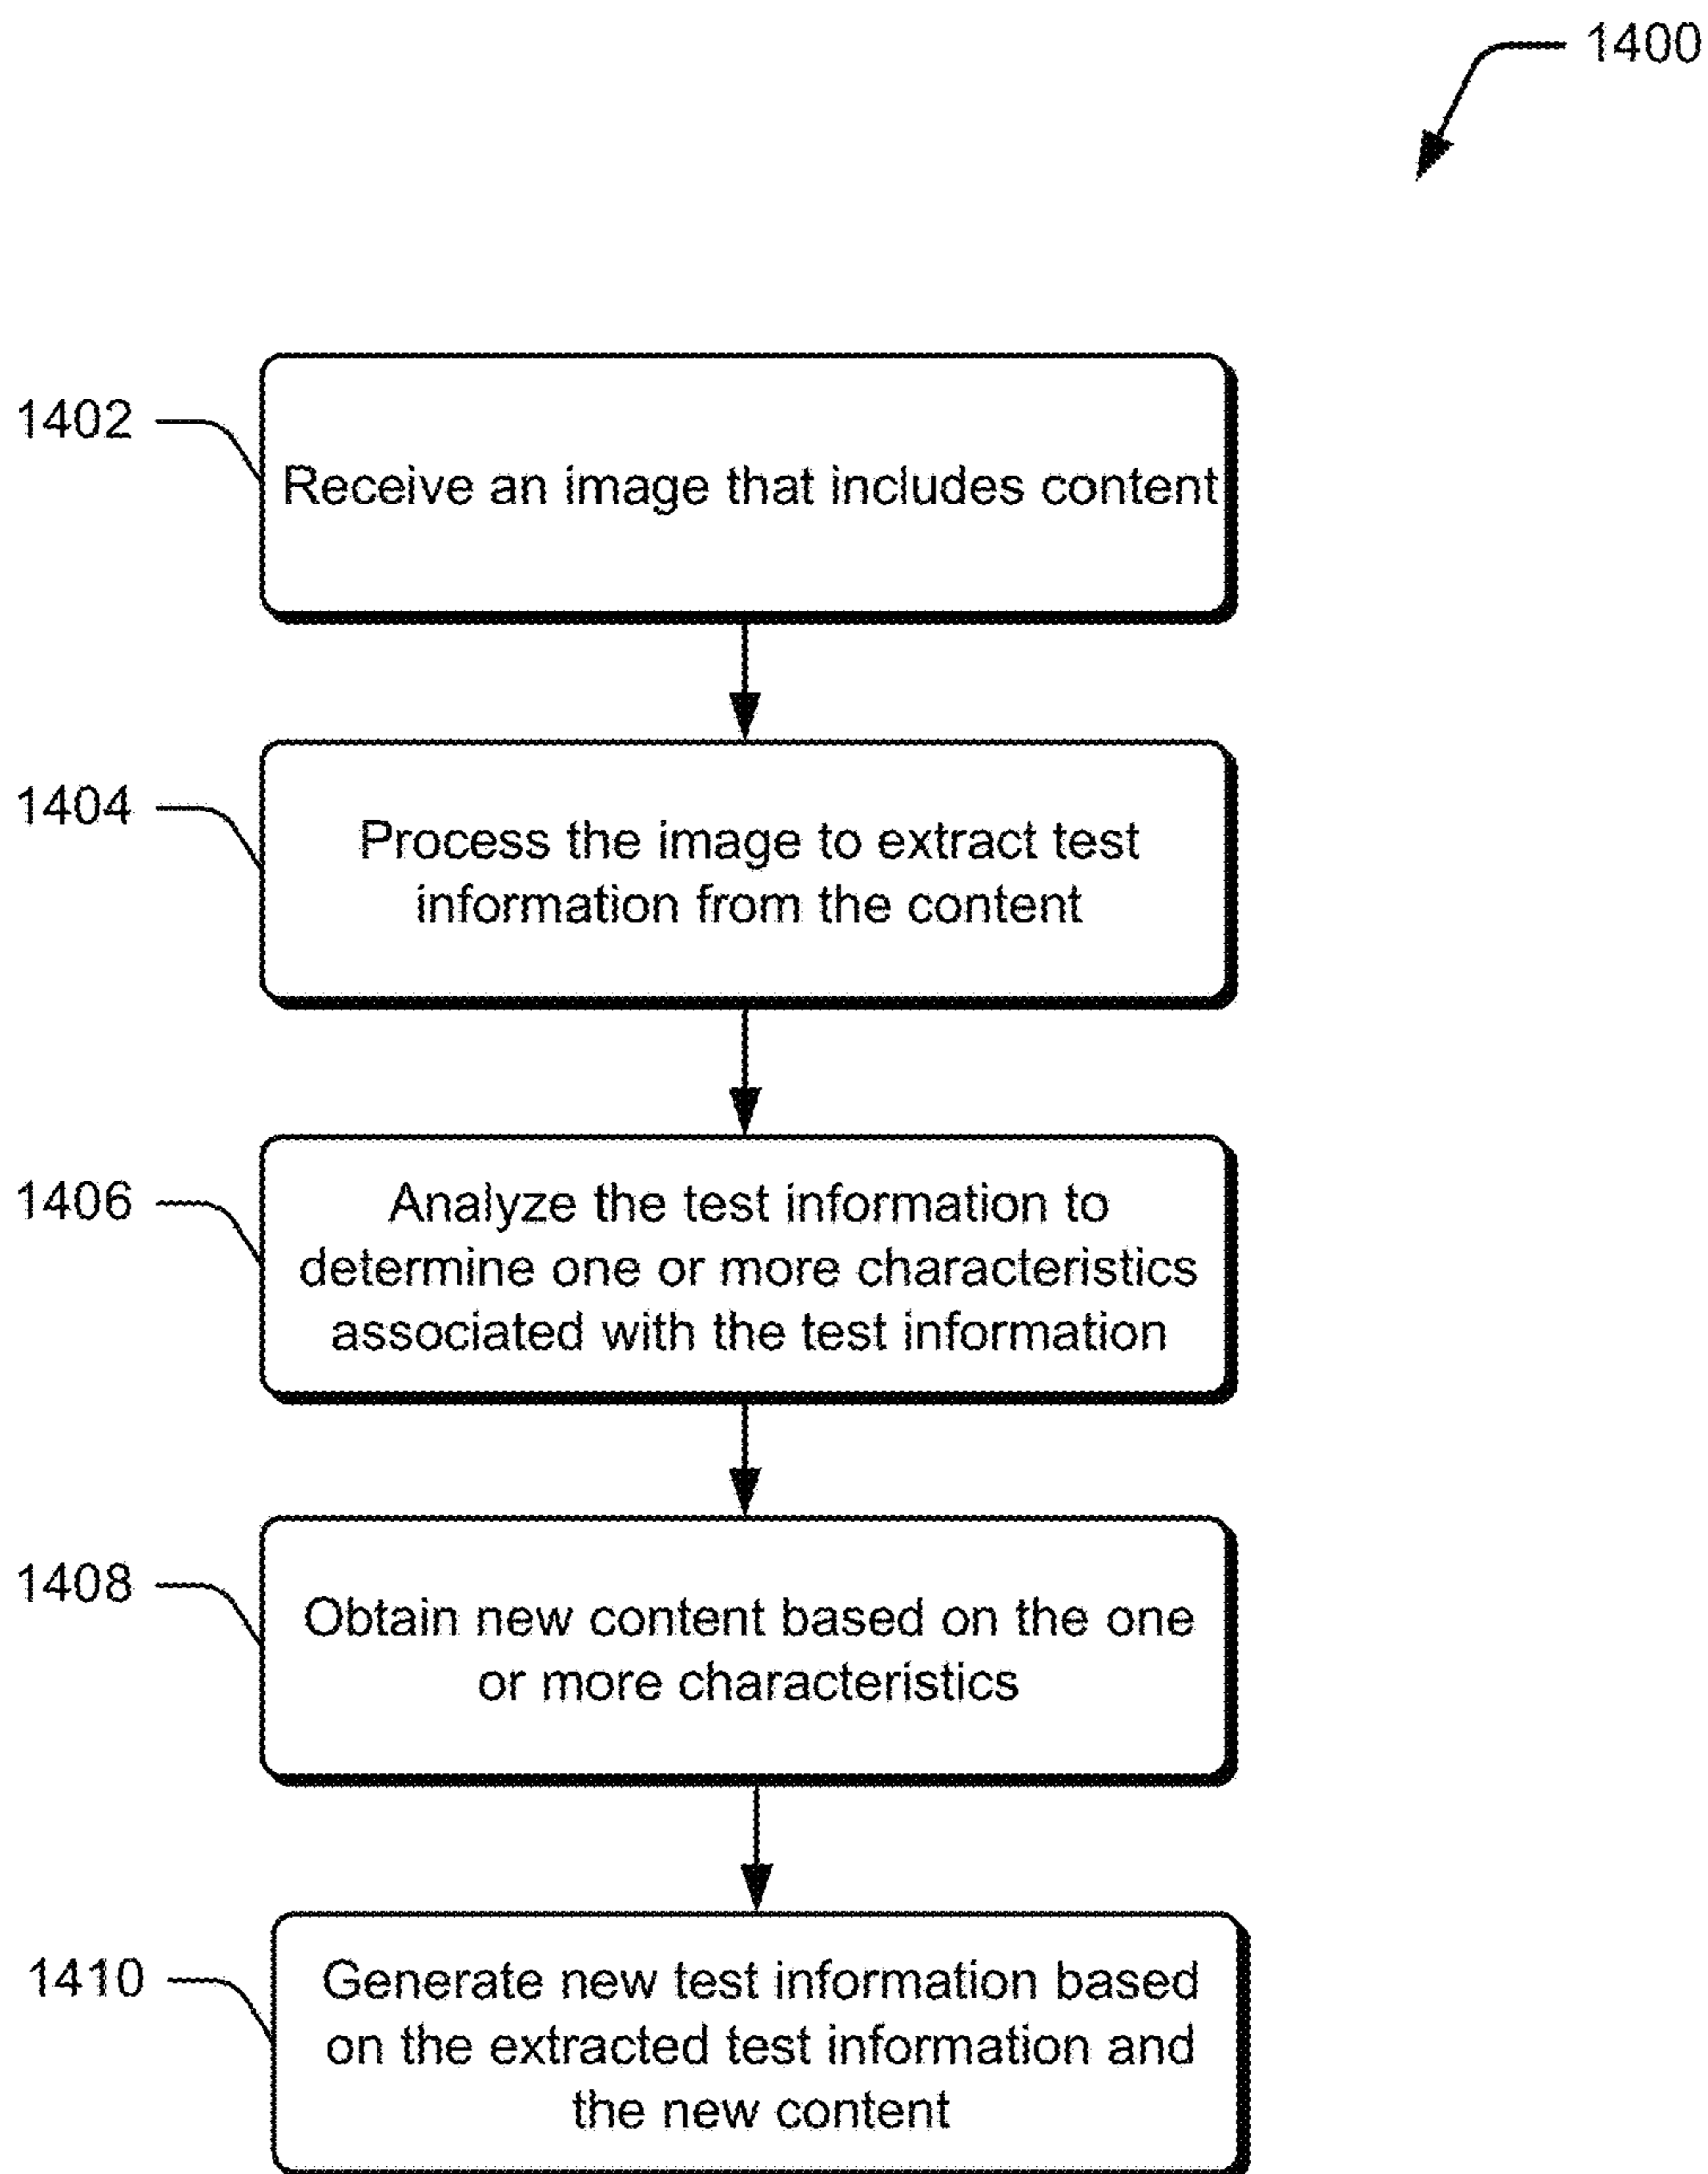 1400
1402
Receive an image that includes content
1404
Process the image to extract test
information from the content
1406
Analyze the test information to
determine one or more characteristics
associated with the test information
1408
Obtain new content based on the one
or more characteristics
1410
Generate new test information based
on the extracted test information and
the new content